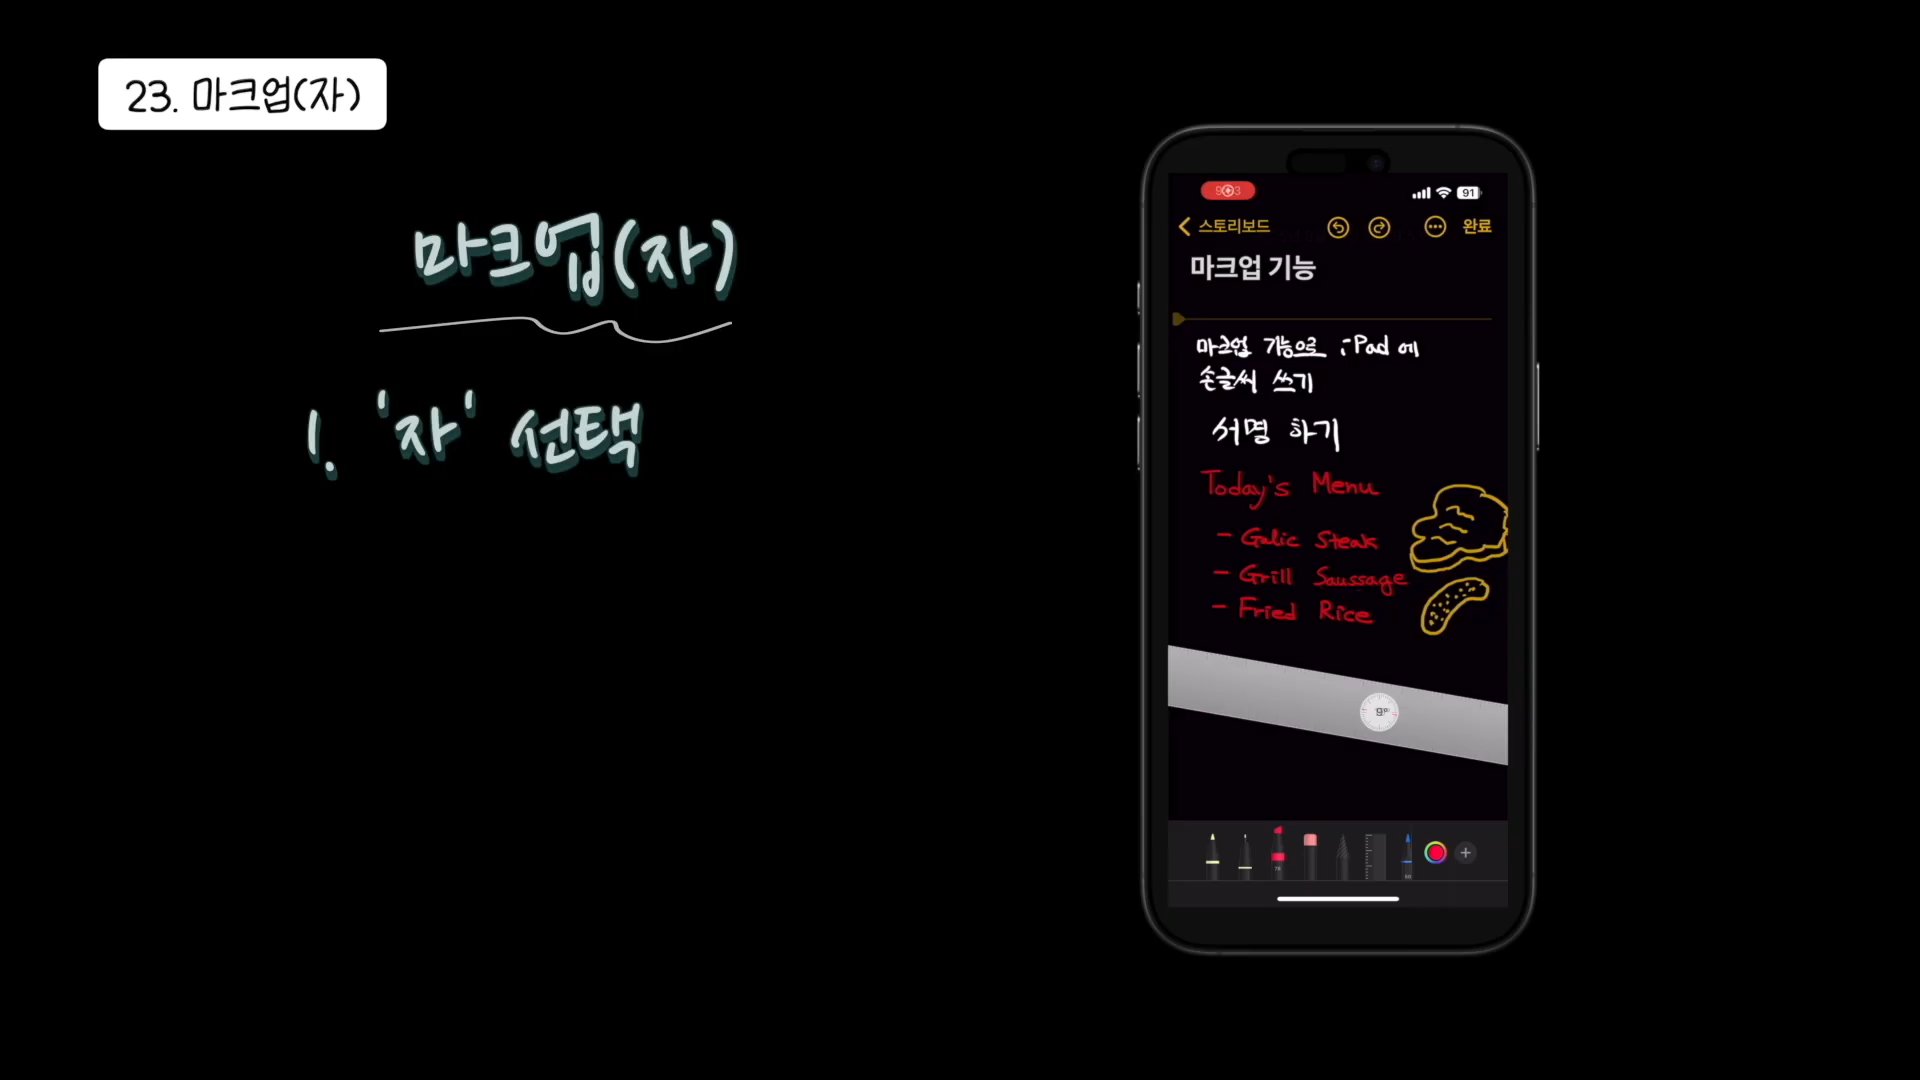 23. 마크업(자)
마크업(자)
1. '자' 선택
91
스토리보드
완료
마크업 기능
마크업 기능으로 iPad에
손글씨 쓰기
서명 하기
Today's Menu
- Galic Steak
- Grill Saussage
- Fried Rice